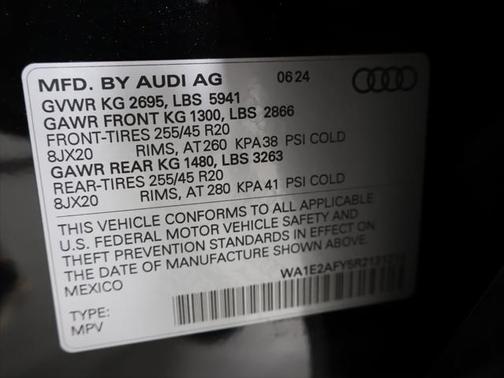 MFD. BY AUDI AG 06 24
GVWR KG 2695, LBS 5941
GAWR FRONT KG 1300, LBS 2866
FRONT-TIRES 255/45 R20
8JX20 RIMS, AT 260 KPA 38 PSI COLD
GAWR REAR KG 1480, LBS 3263
REAR-TIRES 255/45 R20
8JX20 RIMS, AT 280 KPA 41 PSI COLD
THIS VEHICLE CONFORMS TO ALL APPLICABLE
U.S. FEDERAL MOTOR VEHICLE SAFETY AND
THEFT PREVENTION STANDARDS IN EFFECT ON
THE DATE OF MANUFACTURE SHOWN ABOVE
MEXICO
TYPE:
MPV